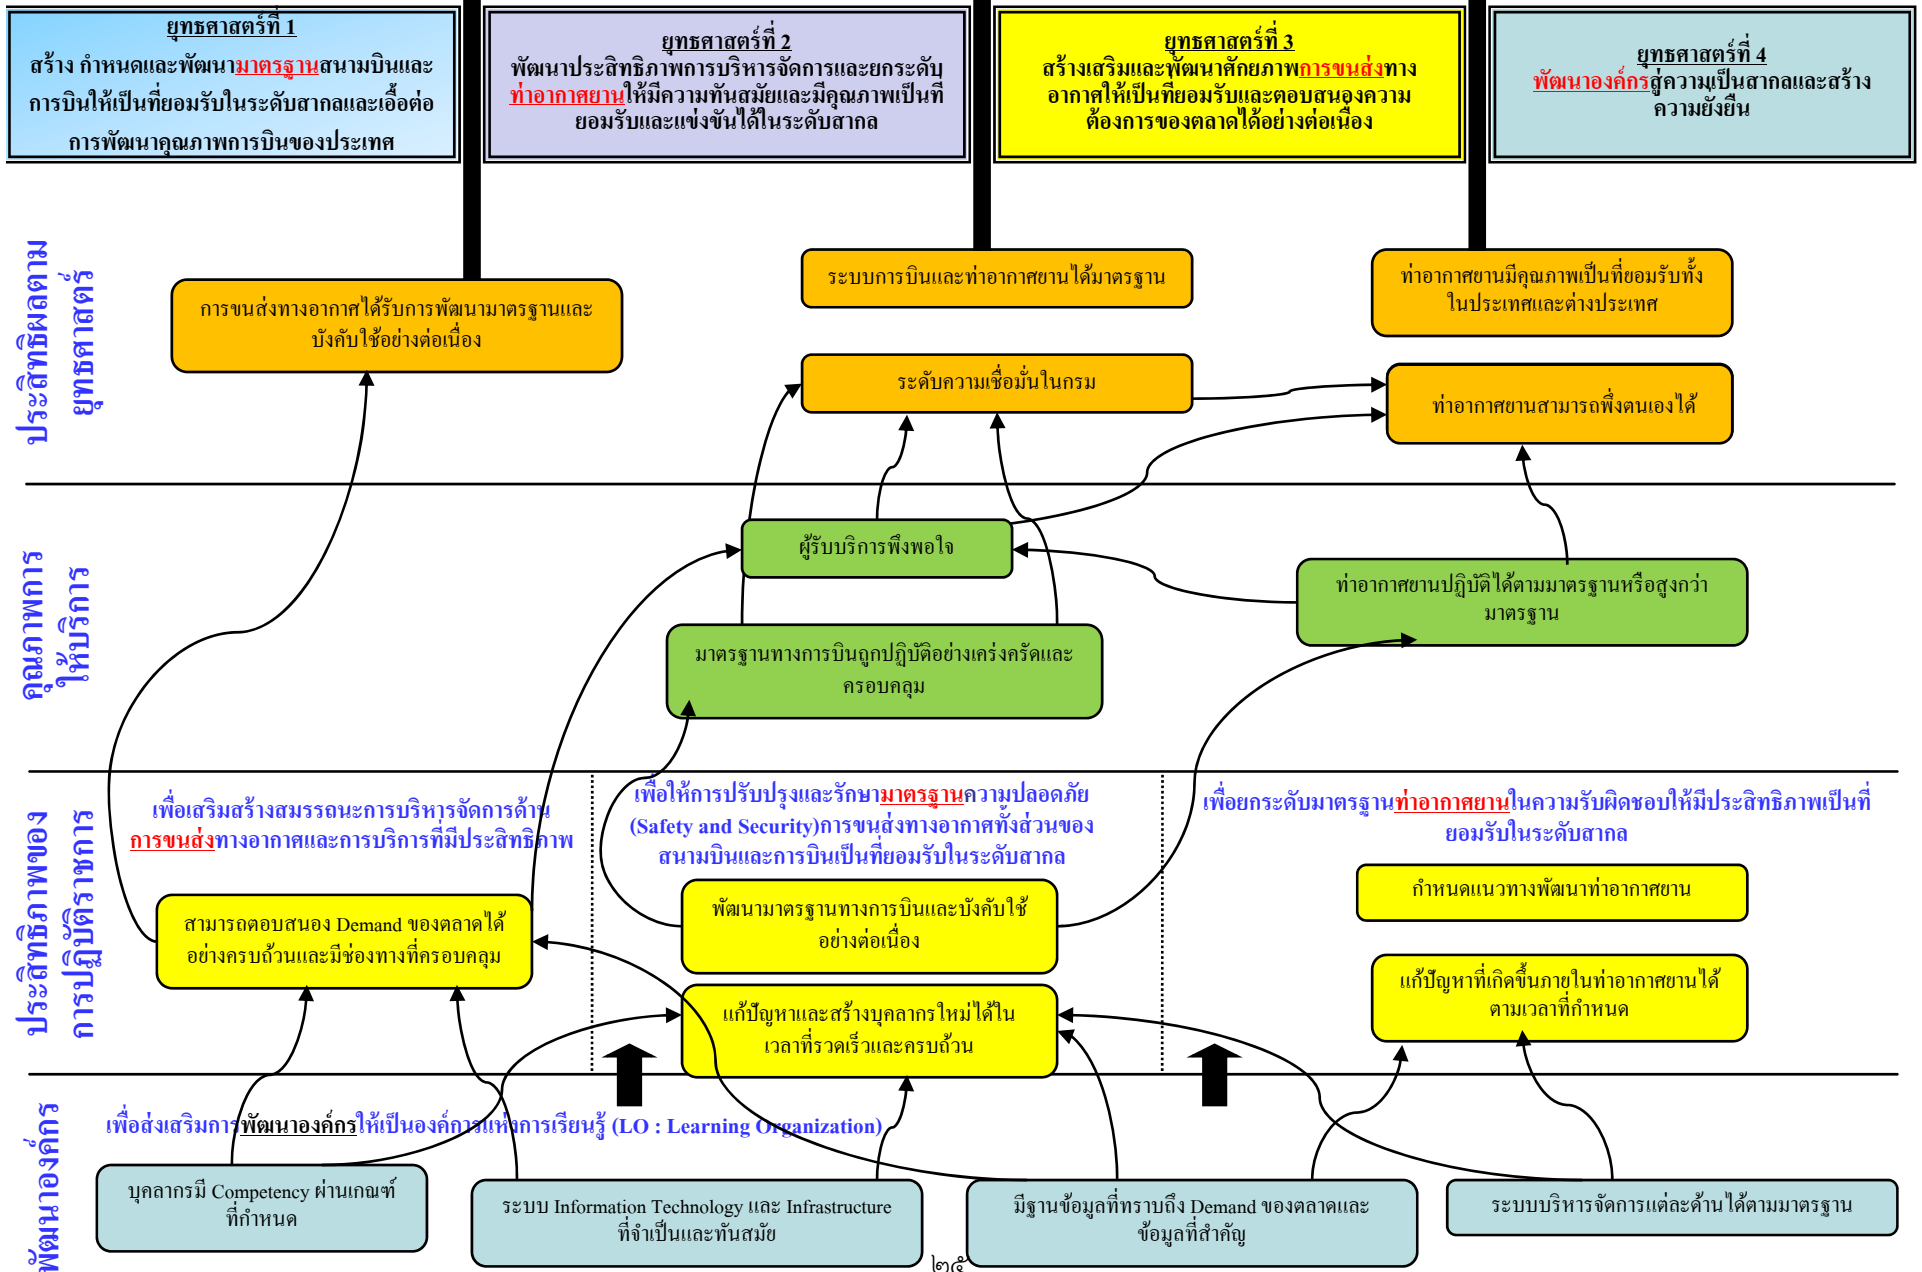 ยุทธศาสตร์ที่ 1
สร้าง กำหนดและพัฒนามาตรฐานสนามบินและ
การบินให้เป็นที่ยอมรับในระดับสากลและเอื้อต่อ
การพัฒนาคุณภาพการบินของประเทศ
ยุทธศาสตร์ที่ 2
พัฒนาประสิทธิภาพการบริหารจัดการและยกระดับ
ท่าอากาศยานให้มีความทันสมัยและมีคุณภาพเป็นที่
ยอมรับและแข่งขันได้ในระดับสากล
ยุทธศาสตร์ที่ 3
สร้างเสริมและพัฒนาศักยภาพการขนส่งทาง
อากาศให้เป็นที่ยอมรับและตอบสนองความ
ต้องการของตลาดได้อย่างต่อเนื่อง
ยุทธศาสตร์ที่ 4
พัฒนาองค์กรสู่ความเป็นสากลและสร้าง
ความยั่งยืน
ประสิทธิผลตาม
ยุทธศาสตร์
การขนส่งทางอากาศได้รับการพัฒนามาตรฐานและ
บังคับใช้อย่างต่อเนื่อง
ระบบการบินและท่าอากาศยานได้มาตรฐาน
ท่าอากาศยานมีคุณภาพเป็นที่ยอมรับทั้ง
ในประเทศและต่างประเทศ
ระดับความเชื่อมั่นในกรม
ท่าอากาศยานสามารถพึ่งตนเองได้
คุณภาพการ
ให้บริการ
ผู้รับบริการพึงพอใจ
ท่าอากาศยานปฏิบัติได้ตามมาตรฐานหรือสูงกว่า
มาตรฐาน
มาตรฐานทางการบินถูกปฏิบัติอย่างเคร่งครัดและ
ครอบคลุม
ประสิทธิภาพของ
การปฏิบัติราชการ
เพื่อเสริมสร้างสมรรถนะการบริหารจัดการด้าน
การขนส่งทางอากาศและการบริการที่มีประสิทธิภาพ
เพื่อให้การปรับปรุงและรักษามาตรฐานความปลอดภัย
(Safety and Security)การขนส่งทางอากาศทั้งส่วนของ
สนามบินและการบินเป็นที่ยอมรับในระดับสากล
เพื่อยกระดับมาตรฐานท่าอากาศยานในความรับผิดชอบให้มีประสิทธิภาพเป็นที่
ยอมรับในระดับสากล
สามารถตอบสนอง Demand ของตลาดได้
อย่างครบถ้วนและมีช่องทางที่ครอบคลุม
พัฒนามาตรฐานทางการบินและบังคับใช้
อย่างต่อเนื่อง
กำหนดแนวทางพัฒนาท่าอากาศยาน
แก้ปัญหาและสร้างบุคลากรใหม่ได้ใน
เวลาที่รวดเร็วและครบถ้วน
แก้ปัญหาที่เกิดขึ้นภายในท่าอากาศยานได้
ตามเวลาที่กำหนด
พัฒนาองค์กร
เพื่อส่งเสริมการพัฒนาองค์กรให้เป็นองค์การแห่งการเรียนรู้ (LO : Learning Organization)
บุคลากรมี Competency ผ่านเกณฑ์
ที่กำหนด
ระบบ Information Technology และ Infrastructure
ที่จำเป็นและทันสมัย
มีฐานข้อมูลที่ทราบถึง Demand ของตลาดและ
ข้อมูลที่สำคัญ
ระบบบริหารจัดการแต่ละด้านได้ตามมาตรฐาน
๒๕